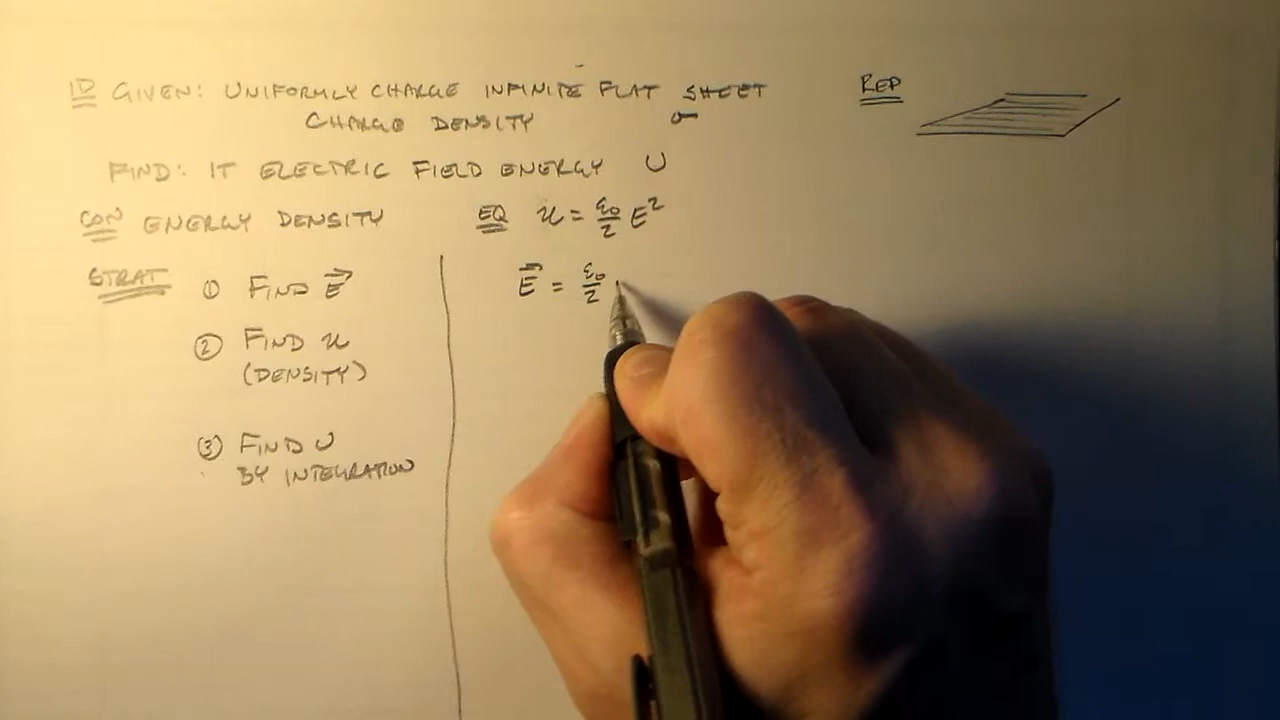 ID GIVEN: UNIFORMLY CHARGE INFINITE FLAT SHEET
CHARGE DENSITY σ
FIND: IT ELECTRIC FIELD ENERGY U
CON ENERGY DENSITY
EQ u = ε₀/2 E²
STRAT ① FIND E⃗
② FIND u
(DENSITY)
③ FIND U
BY INTEGRATION
E⃗ = ε₀/2
REP